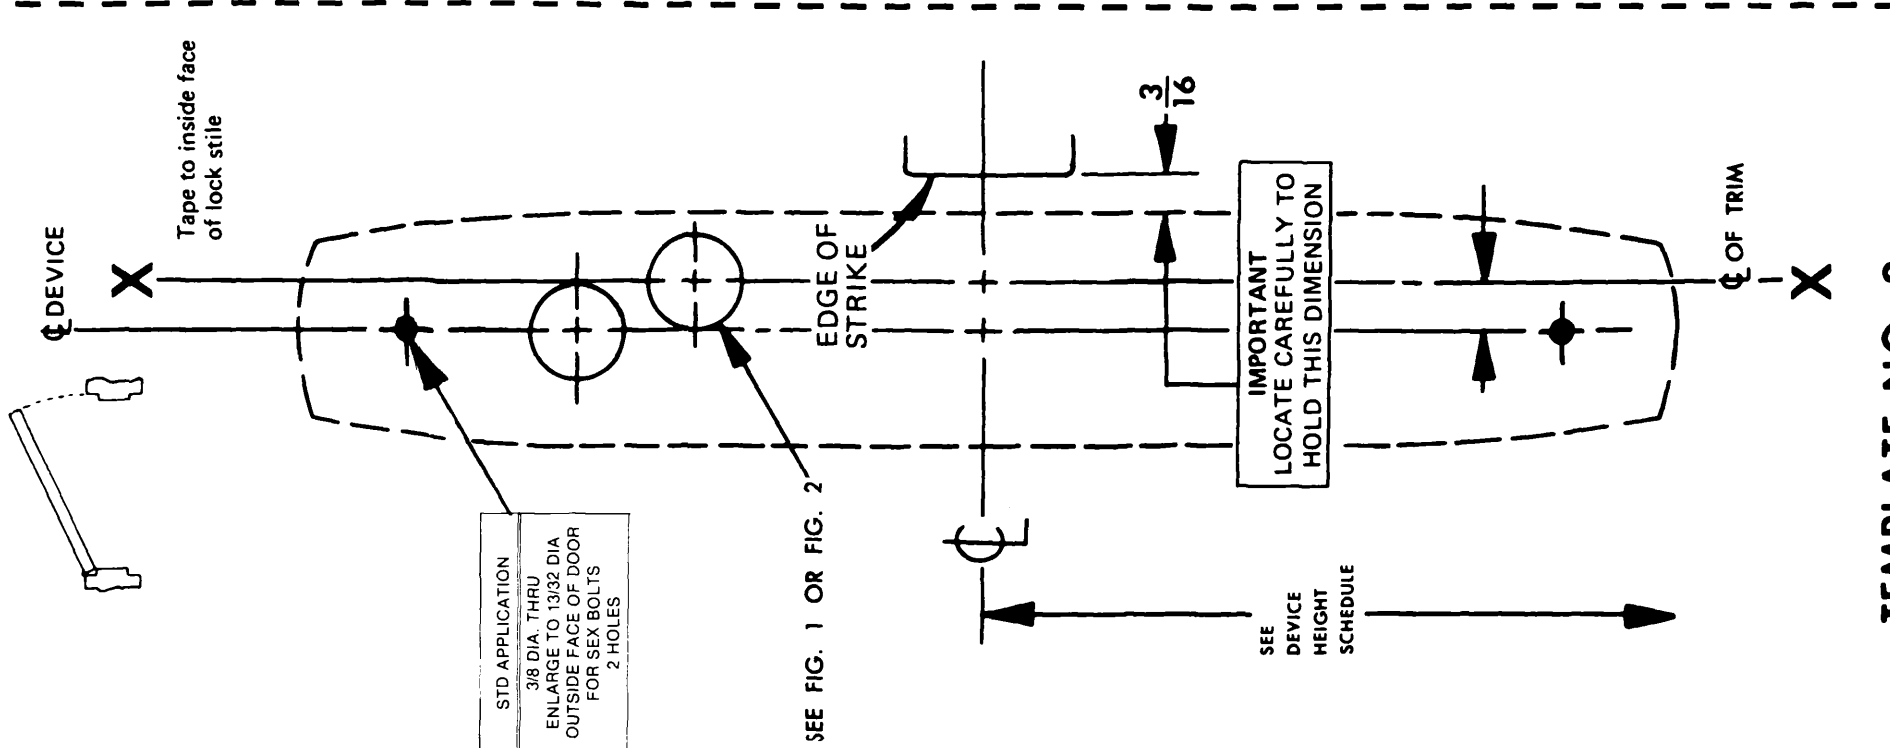 Tape to inside face
of lock stile
℄ DEVICE
X
3
16
EDGE OF
STRIKE
IMPORTANT
LOCATE CAREFULLY TO
HOLD THIS DIMENSION
℄ OF TRIM
X
STD APPLICATION
3/8 DIA. THRU
ENLARGE TO 13/32 DIA
OUTSIDE FACE OF DOOR
FOR SEX BOLTS
2 HOLES
SEE FIG. 1 OR FIG. 2
℄
SEE
DEVICE
HEIGHT
SCHEDULE
TEMPLATE NO.